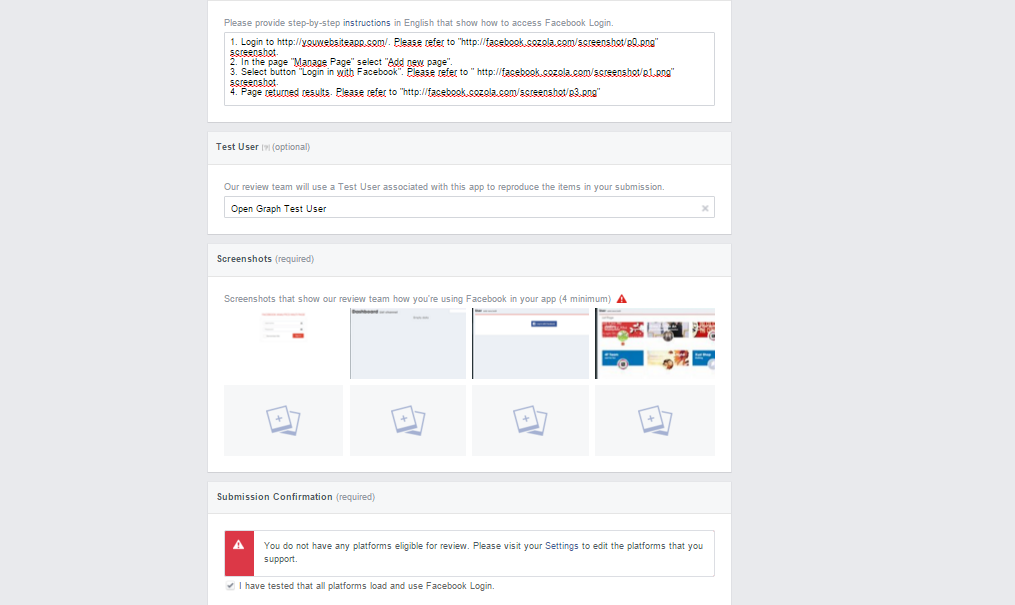 Please provide step-by-step instructions in English that show how to access Facebook Login.
1. Login to http://youwebsiteapp.com/. Please refer to "http://facebook.cozola.com/screenshot/p0.png"
screenshot.
2. In the page "Manage Page" select "Add new page".
3. Select button "Login in with Facebook". Please refer to " http://facebook.cozola.com/screenshot/p1.png"
screenshot.
4. Page returned results. Please refer to "http://facebook.cozola.com/screenshot/p3.png"
Test User [?] (optional)
Our review team will use a Test User associated with this app to reproduce the items in your submission.
Open Graph Test User
Screenshots (required)
Screenshots that show our review team how you're using Facebook in your app (4 minimum)
Dashboard
Submission Confirmation (required)
You do not have any platforms eligible for review. Please visit your Settings to edit the platforms that you
support.
I have tested that all platforms load and use Facebook Login.